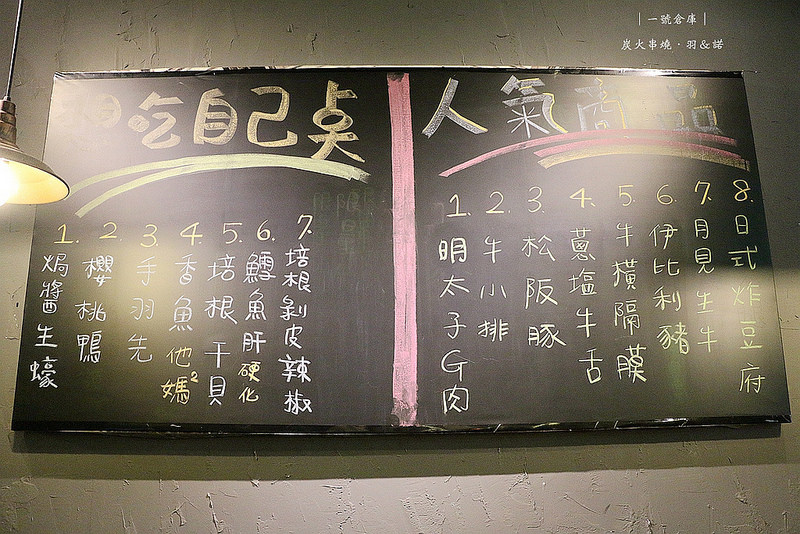 | 一號倉庫 |
炭火串燒・羽&諾
想吃自己点
1. 焗醬生蠔
2. 櫻桃鴨
3. 手羽先
4. 香魚他媽²
5. 培根干貝
6. 鱈魚肝硬化
7. 培根剝皮辣椒
人氣商品
1. 明太子G肉
2. 牛小排
3. 松阪豚
4. 蔥塩牛舌
5. 牛橫隔膜
6. 伊比利豬
7. 月見生牛
8. 日式炸豆府